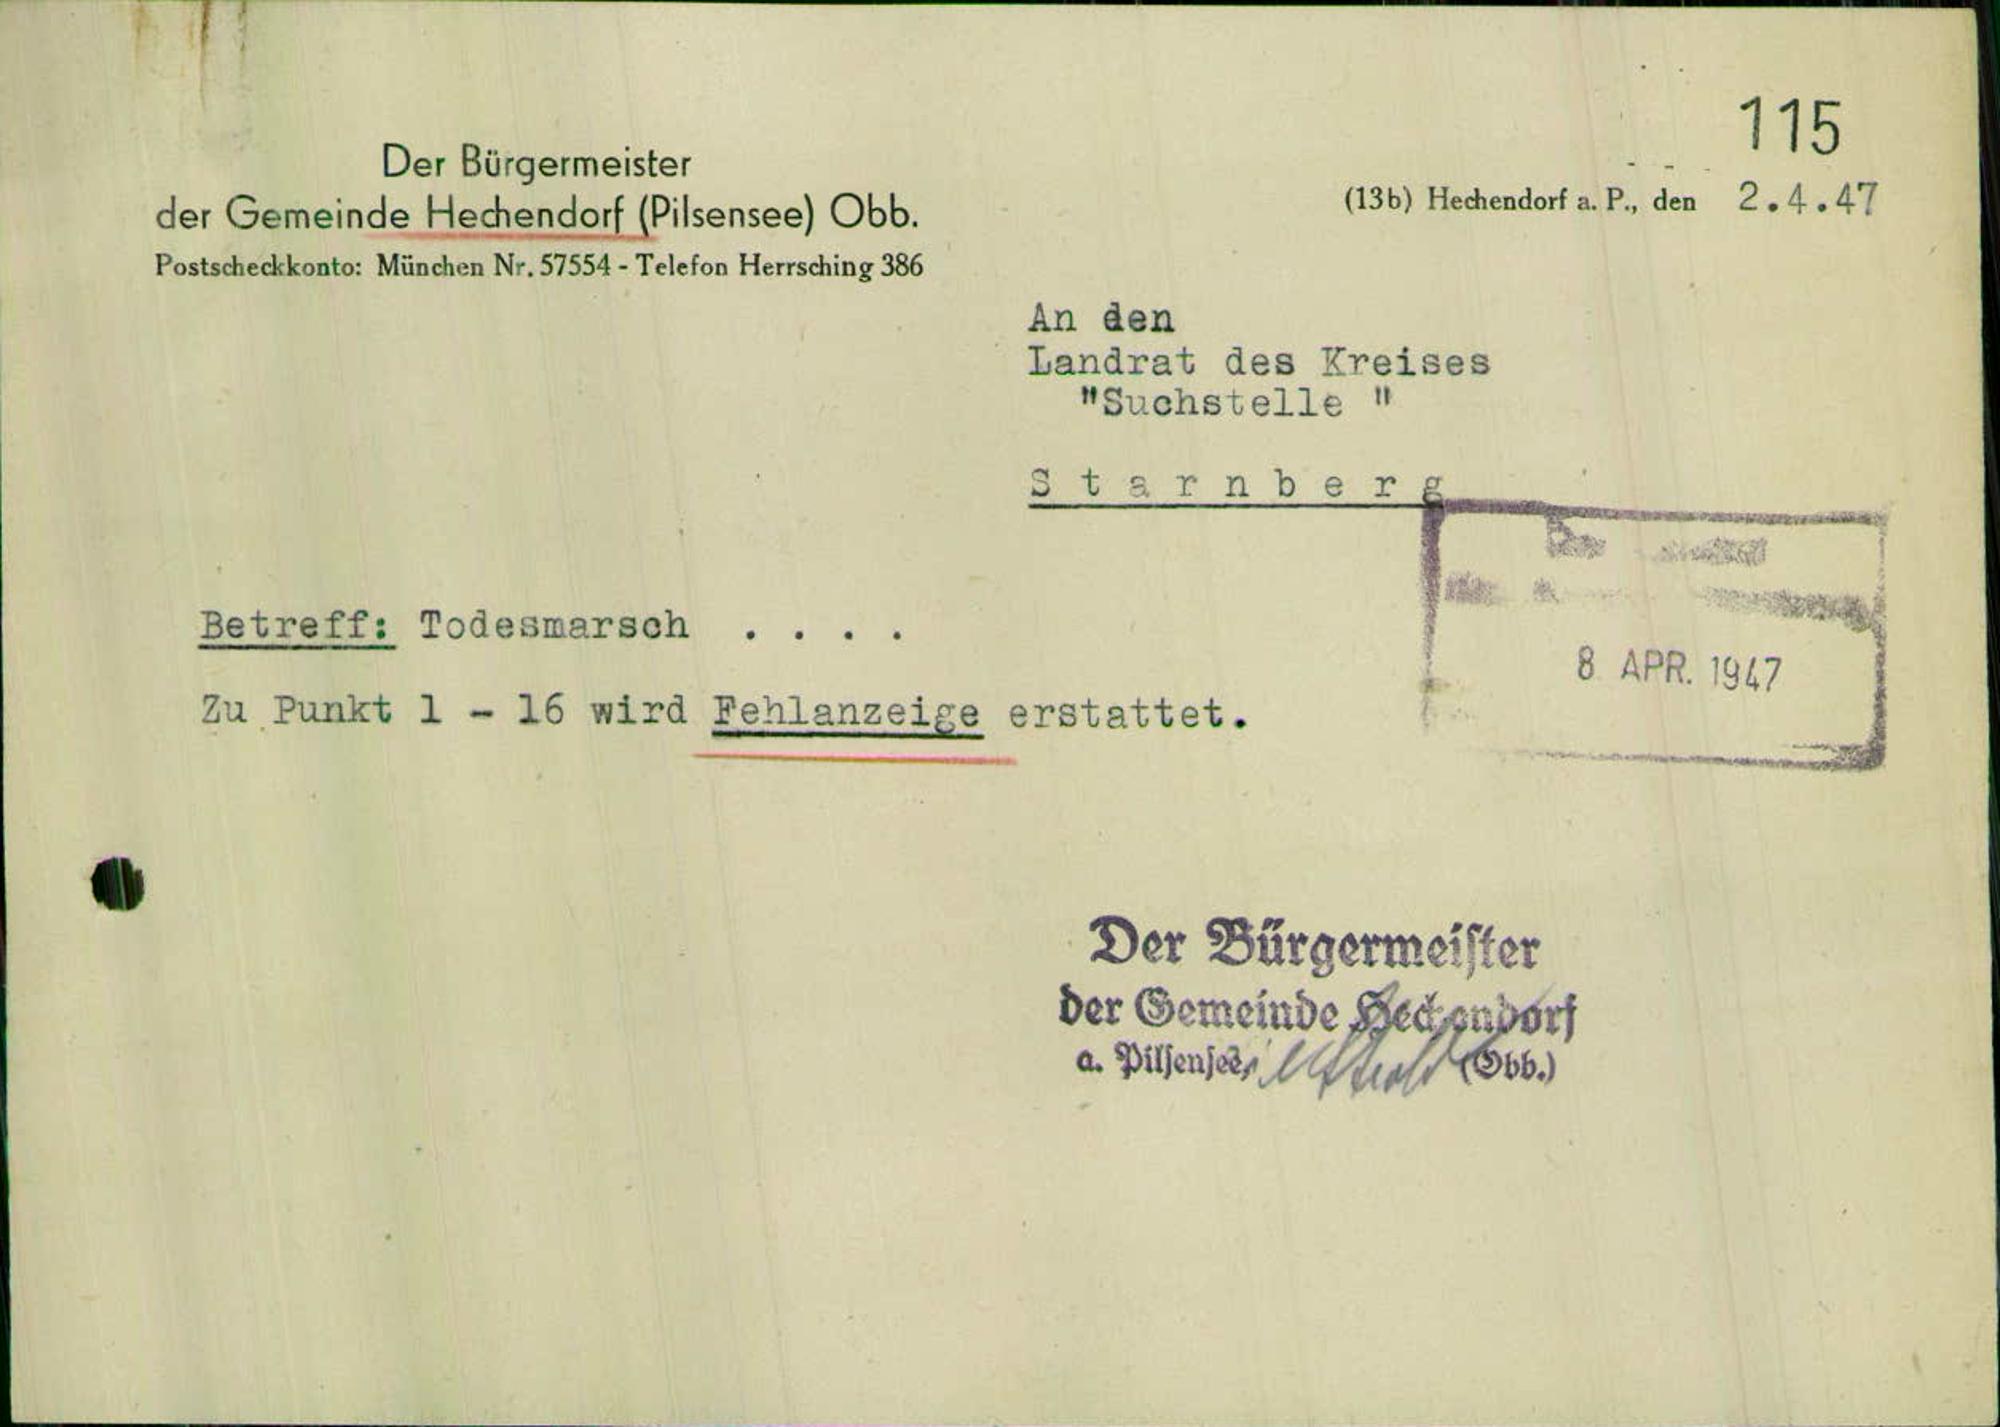 115
Der Bürgermeister
der Gemeinde Hechendorf (Pilsensee) Obb.
Postscheckkonto: München Nr. 57554 - Telefon Herrsching 386
(13b) Hechendorf a. P., den 2.4.47
An den
Landrat des Kreises
"Suchstelle "
Starnberg
Betreff: Todesmarsch . . . .
Zu Punkt 1 - 16 wird Fehlanzeige erstattet.
8 APR. 1947
Der Bürgermeiſter
der Gemeinde Hechendorf
a. Pilſenſee, (Obb.)